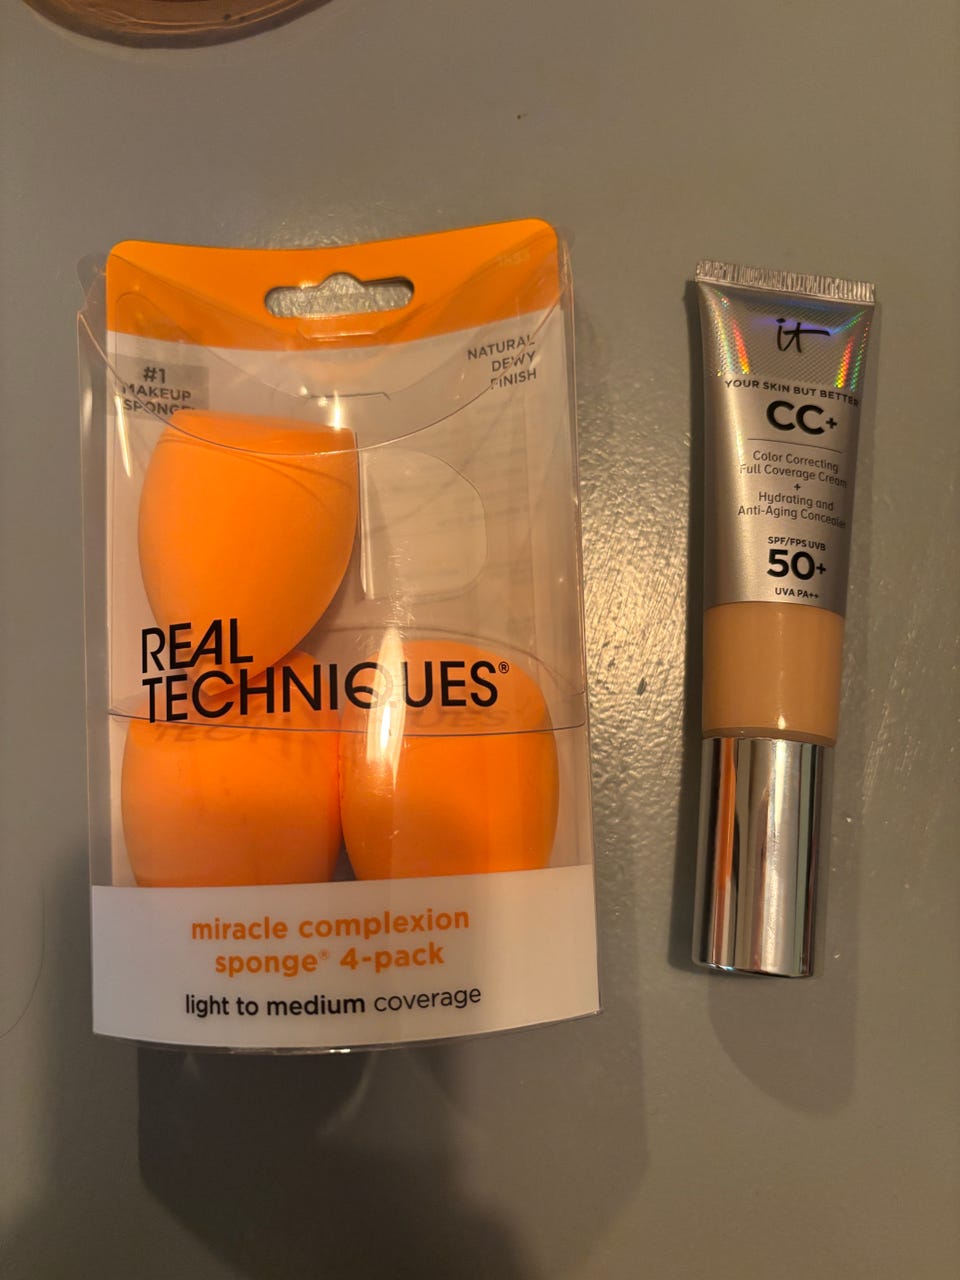 #1
MAKEUP
SPONGE
NATURAL
DEWY
FINISH
REAL
TECHNIQUES®
miracle complexion
sponge® 4-pack
light to medium coverage
it
YOUR SKIN BUT BETTER
CC+
Color Correcting
Full Coverage Cream
+
Hydrating and
Anti-Aging Concealer
SPF/FPS UVB
50+
UVA PA++